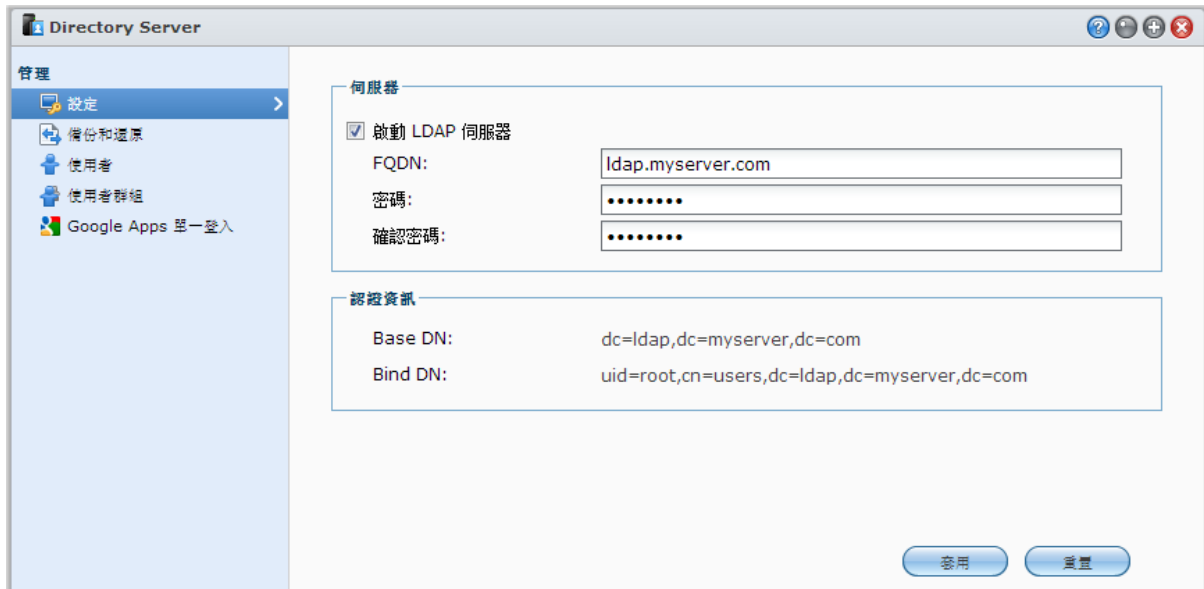 Directory Server
管理
設定
備份和還原
使用者
使用者群組
Google Apps 單一登入
伺服器
啟動 LDAP 伺服器
FQDN: ldap.myserver.com
密碼: ••••••••
確認密碼: ••••••••
認證資訊
Base DN: dc=ldap,dc=myserver,dc=com
Bind DN: uid=root,cn=users,dc=ldap,dc=myserver,dc=com
套用 重置